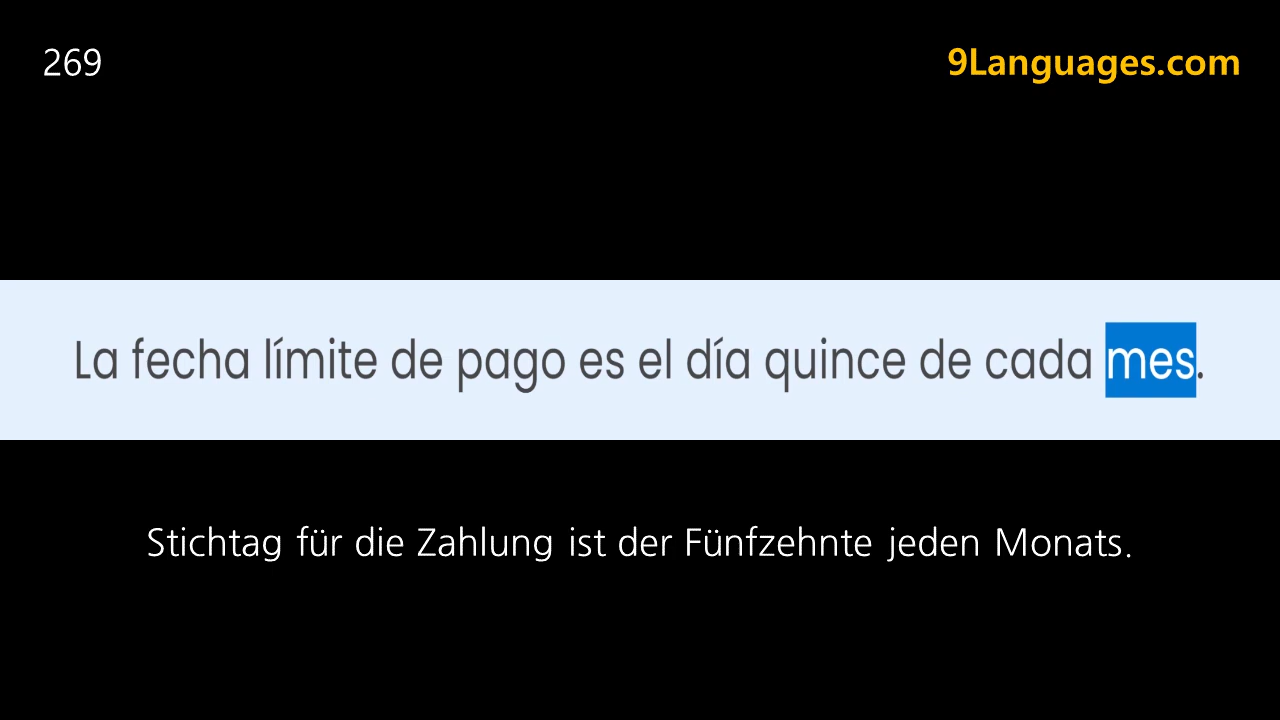 269
9Languages.com
La fecha límite de pago es el día quince de cada mes.
Stichtag für die Zahlung ist der Fünfzehnte jeden Monats.